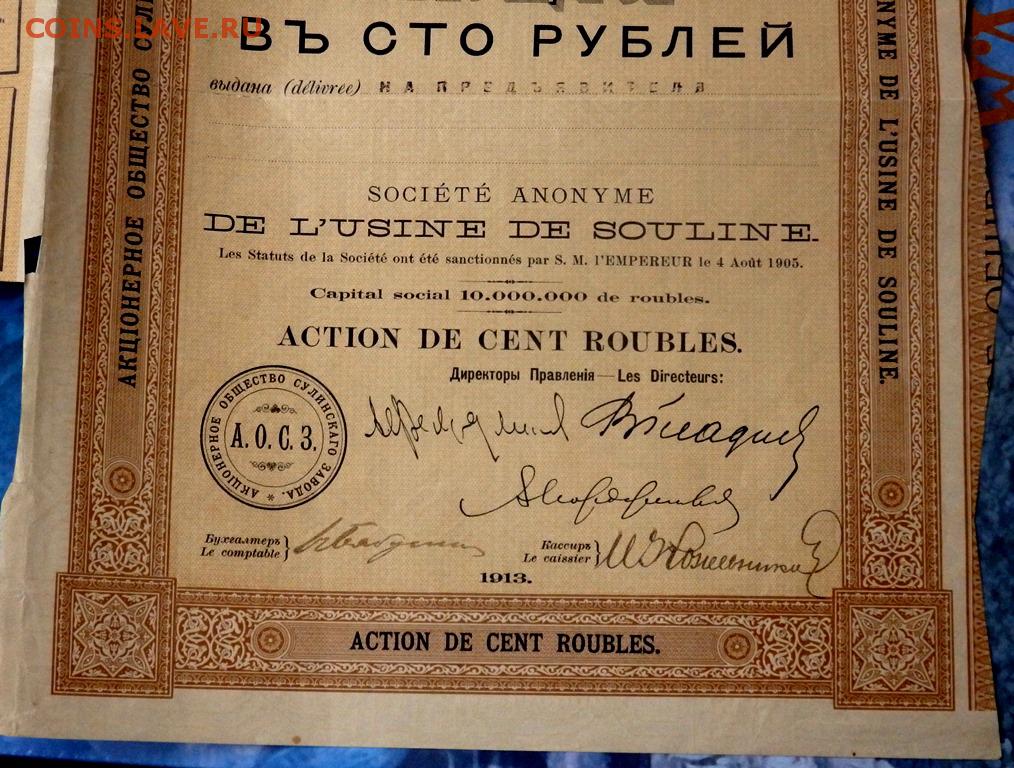 COINS.LAVE.RU
ВЪ СТО РУБЛЕЙ
выдана (délivrée) НА ПРЕДЪЯВИТЕЛЯ
SOCIÉTÉ ANONYME
DE L'USINE DE SOULINE.
Les Statuts de la Société ont été sanctionnés par S. M. l'EMPEREUR le 4 Août 1905.
Capital social 10.000.000 de roubles.
ACTION DE CENT ROUBLES.
Директоры Правленія — Les Directeurs:
АКЦІОНЕРНОЕ ОБЩЕСТВО СУЛИНСКАГО ЗАВОДА.
А.О.С.З.
Бухгалтеръ
Le comptable
Кассиръ
Le caissier
1913.
ACTION DE CENT ROUBLES.
АКЦІОНЕРНОЕ ОБЩЕСТВО
DE L'USINE DE SOULINE.